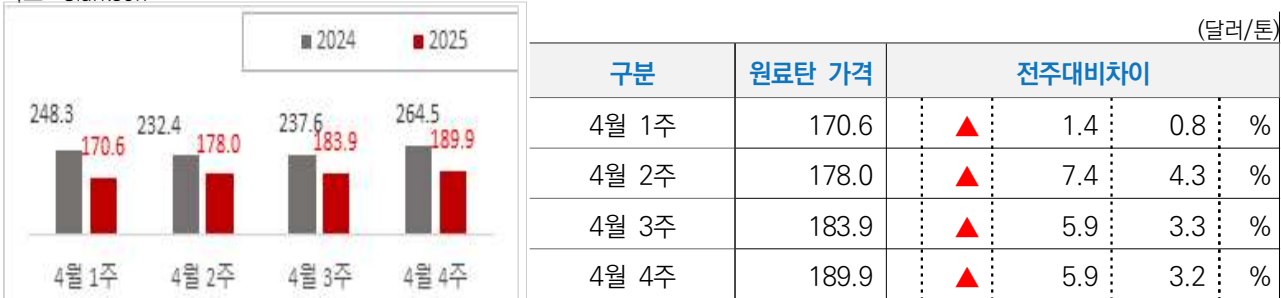 ■ 2024 ■ 2025
248.3 232.4 237.6 264.5
170.6 178.0 183.9 189.9
4월 1주 4월 2주 4월 3주 4월 4주
(달러/톤)
구분 원료탄 가격 전주대비차이
4월 1주 170.6 ▲ 1.4 0.8 %
4월 2주 178.0 ▲ 7.4 4.3 %
4월 3주 183.9 ▲ 5.9 3.3 %
4월 4주 189.9 ▲ 5.9 3.2 %